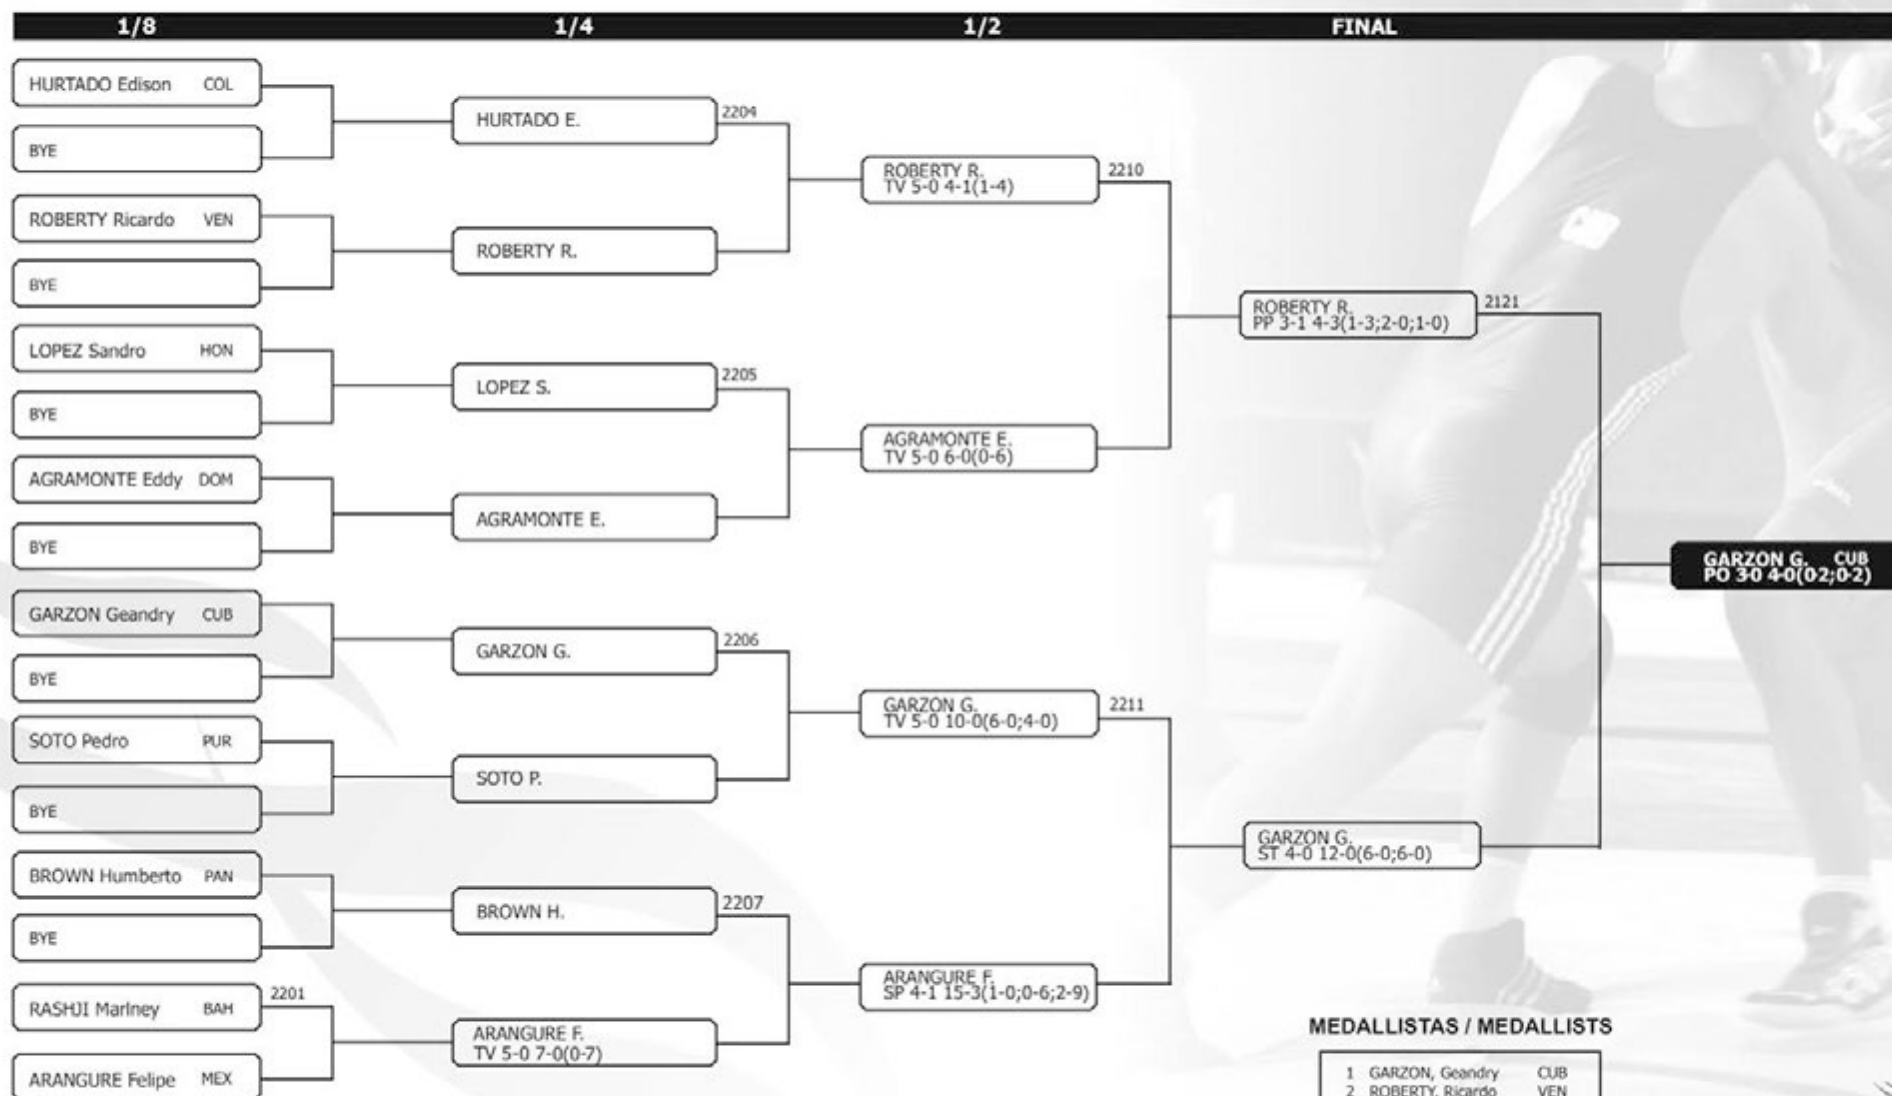 1/8 1/4 1/2 FINAL
HURTADO Edison COL
BYE
ROBERTY Ricardo VEN
BYE
LOPEZ Sandro HON
BYE
AGRAMONTE Eddy DOM
BYE
GARZON Geandry CUB
BYE
SOTO Pedro PUR
BYE
BROWN Humberto PAN
BYE
RASHJI Marlney BAH
2201
ARANGURE Felipe MEX
HURTADO E.
2204
ROBERTY R.
LOPEZ S.
2205
AGRAMONTE E.
GARZON G.
2206
SOTO P.
BROWN H.
2207
ARANGURE F.
TV 5-0 7-0(0-7)
ROBERTY R.
TV 5-0 4-1(1-4)
2210
AGRAMONTE E.
TV 5-0 6-0(0-6)
GARZON G.
TV 5-0 10-0(6-0;4-0)
2211
ARANGURE F.
SP 4-1 15-3(1-0;0-6;2-9)
ROBERTY R.
PP 3-1 4-3(1-3;2-0;1-0)
2121
GARZON G.
ST 4-0 12-0(6-0;6-0)
GARZON G. CUB
PO 3-0 4-0(0-2;0-2)
MEDALLISTAS / MEDALLISTS
1 GARZON, Geandry CUB
2 ROBERTY, Ricardo VEN